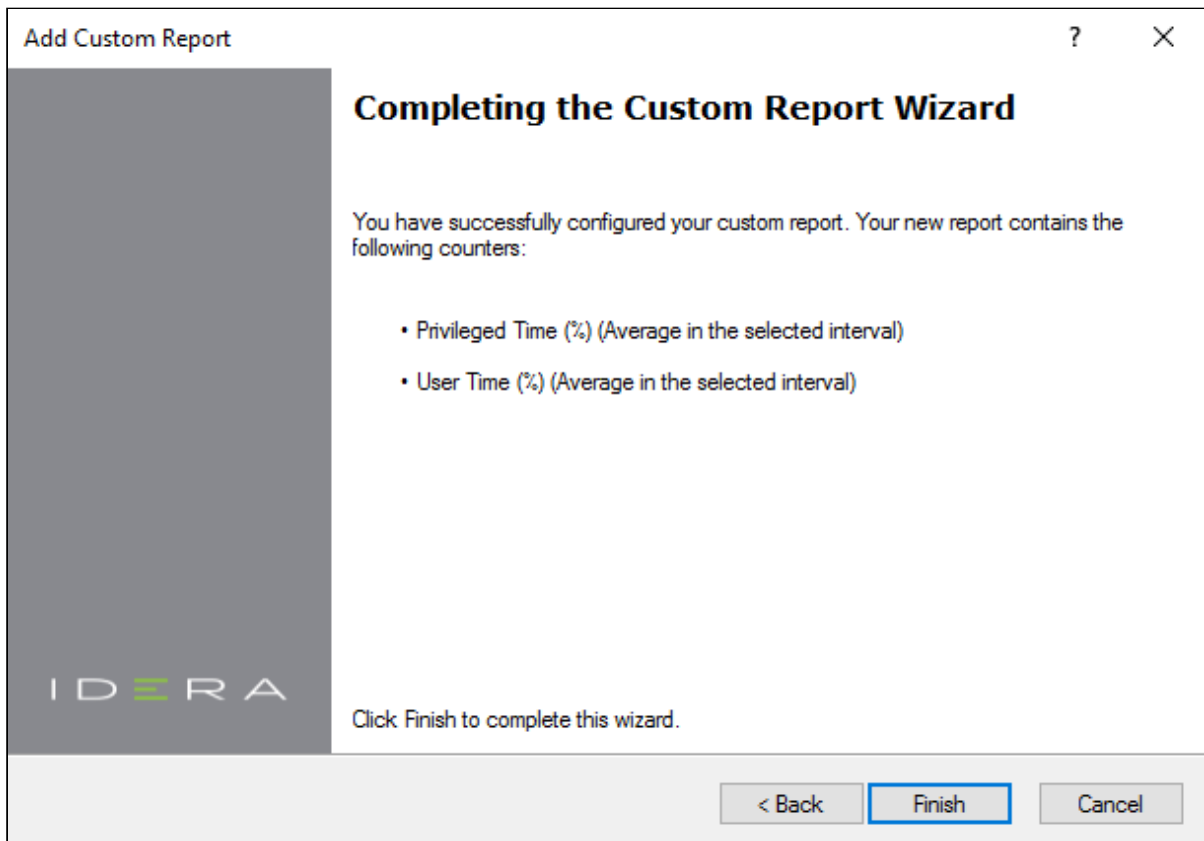 Add Custom Report
?
Completing the Custom Report Wizard
You have successfully configured your custom report. Your new report contains the
following counters:
• Privileged Time (%) (Average in the selected interval)
• User Time (%) (Average in the selected interval)
IDERA
Click Finish to complete this wizard.
< Back Finish Cancel